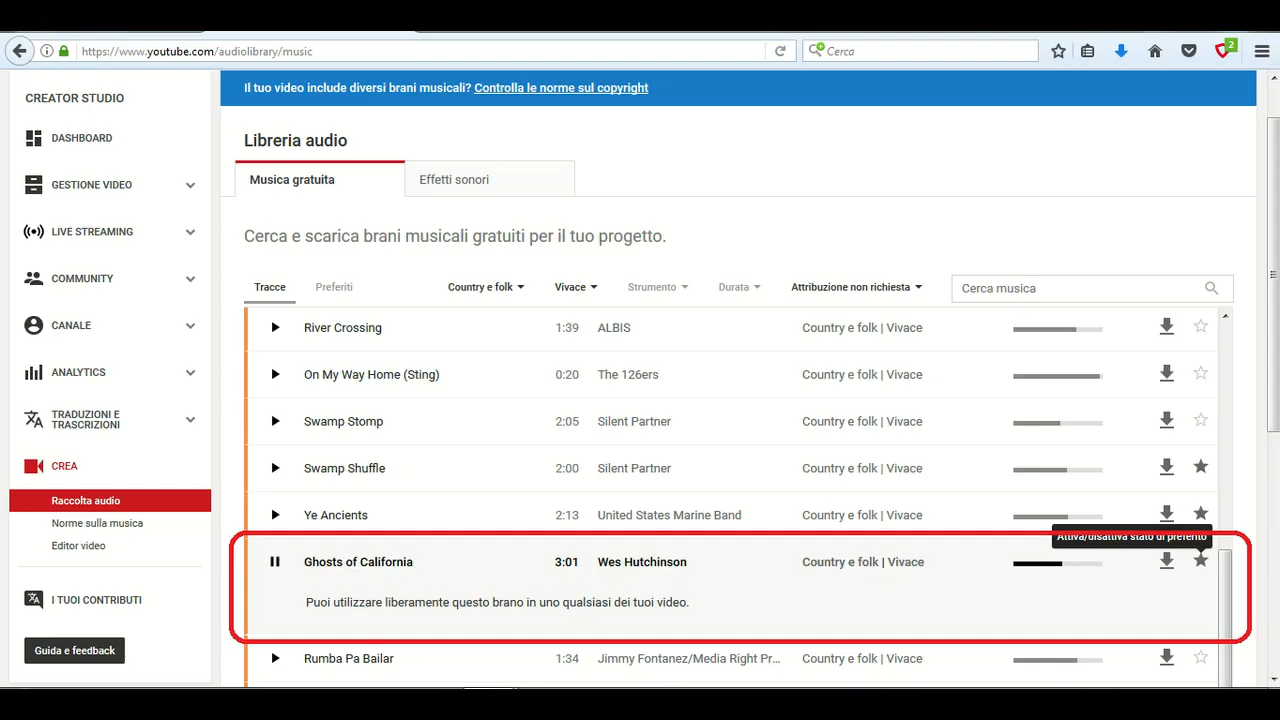 https://www.youtube.com/audiolibrary/music
Cerca
2
CREATOR STUDIO
DASHBOARD
GESTIONE VIDEO
LIVE STREAMING
COMMUNITY
CANALE
ANALYTICS
TRADUZIONI E
TRASCRIZIONI
CREA
Raccolta audio
Norme sulla musica
Editor video
I TUOI CONTRIBUTI
Guida e feedback
Il tuo video include diversi brani musicali? Controlla le norme sul copyright
Libreria audio
Musica gratuita Effetti sonori
Cerca e scarica brani musicali gratuiti per il tuo progetto.
Tracce Preferiti Country e folk Vivace Strumento Durata Attribuzione non richiesta Cerca musica
River Crossing 1:39 ALBIS Country e folk | Vivace
On My Way Home (Sting) 0:20 The 126ers Country e folk | Vivace
Swamp Stomp 2:05 Silent Partner Country e folk | Vivace
Swamp Shuffle 2:00 Silent Partner Country e folk | Vivace
Ye Ancients 2:13 United States Marine Band Country e folk | Vivace
Attiva/disattiva stato di preferito
Ghosts of California 3:01 Wes Hutchinson Country e folk | Vivace
Puoi utilizzare liberamente questo brano in uno qualsiasi dei tuoi video.
Rumba Pa Bailar 1:34 Jimmy Fontanez/Media Right Pr... Country e folk | Vivace